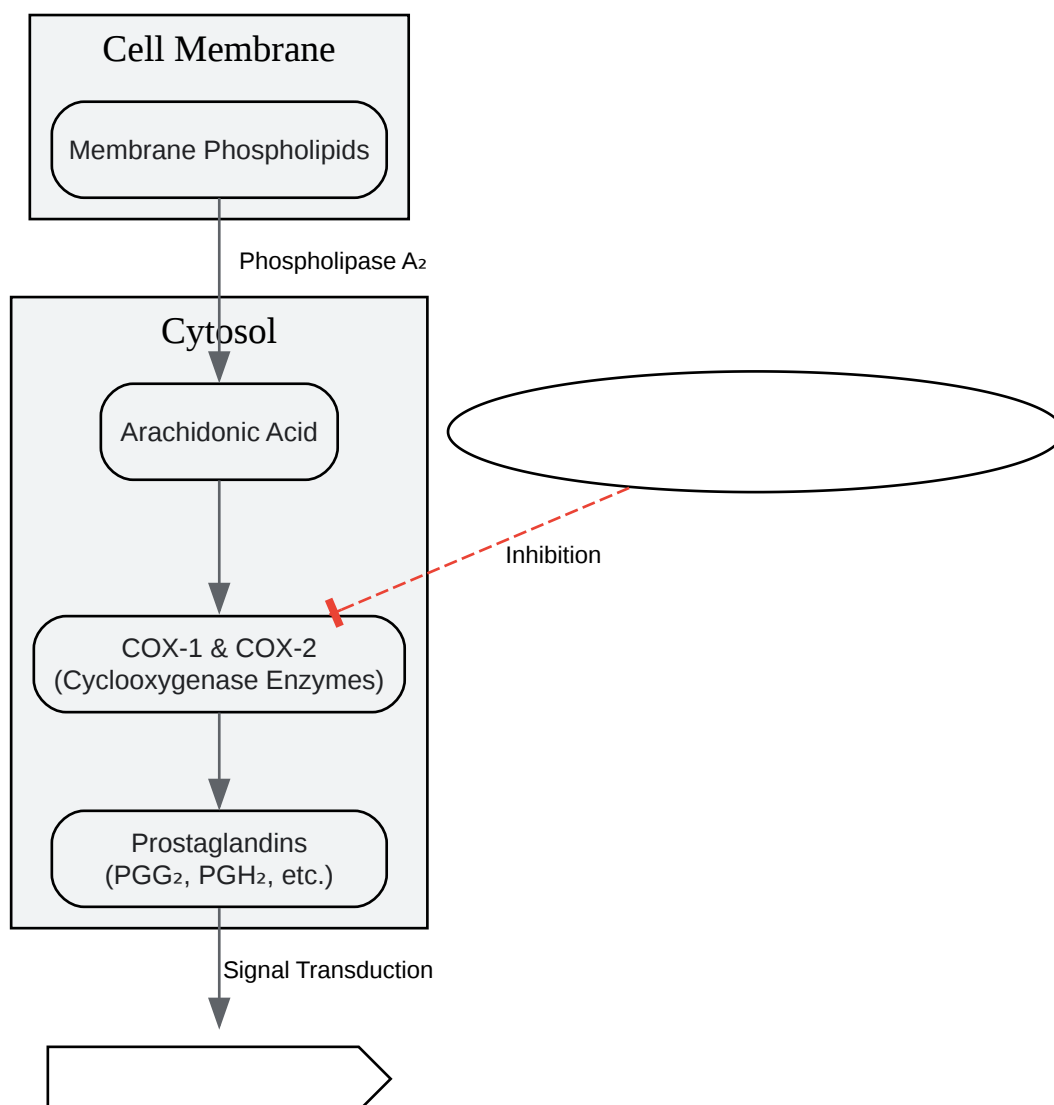 Cell Membrane
Membrane Phospholipids
Phospholipase A₂
Cytosol
Arachidonic Acid
Inhibition
COX-1 & COX-2
(Cyclooxygenase Enzymes)
Prostaglandins
(PGG₂, PGH₂, etc.)
Signal Transduction